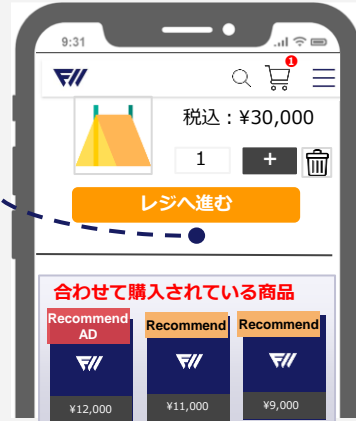 9:31
1
税込：¥30,000
1
+
レジへ進む
合わせて購入されている商品
Recommend
AD
Recommend
Recommend
¥12,000
¥11,000
¥9,000